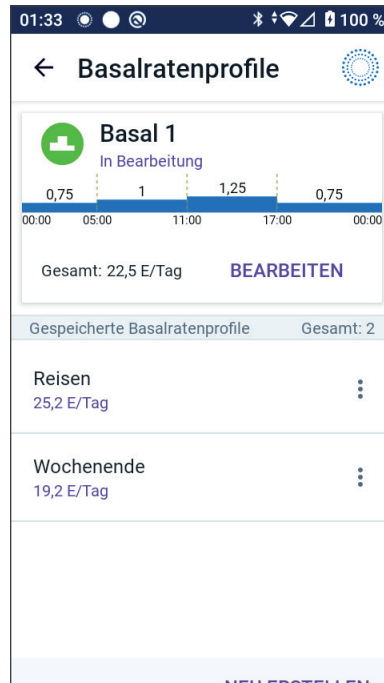 01:33 100 %
Basalratenprofile
Basal 1
In Bearbeitung
0,75 1 1,25 0,75
00:00 05:00 11:00 17:00 00:00
Gesamt: 22,5 E/Tag BEARBEITEN
Gespeicherte Basalratenprofile Gesamt: 2
Reisen
25,2 E/Tag
Wochenende
19,2 E/Tag
NEU ERSTELLEN